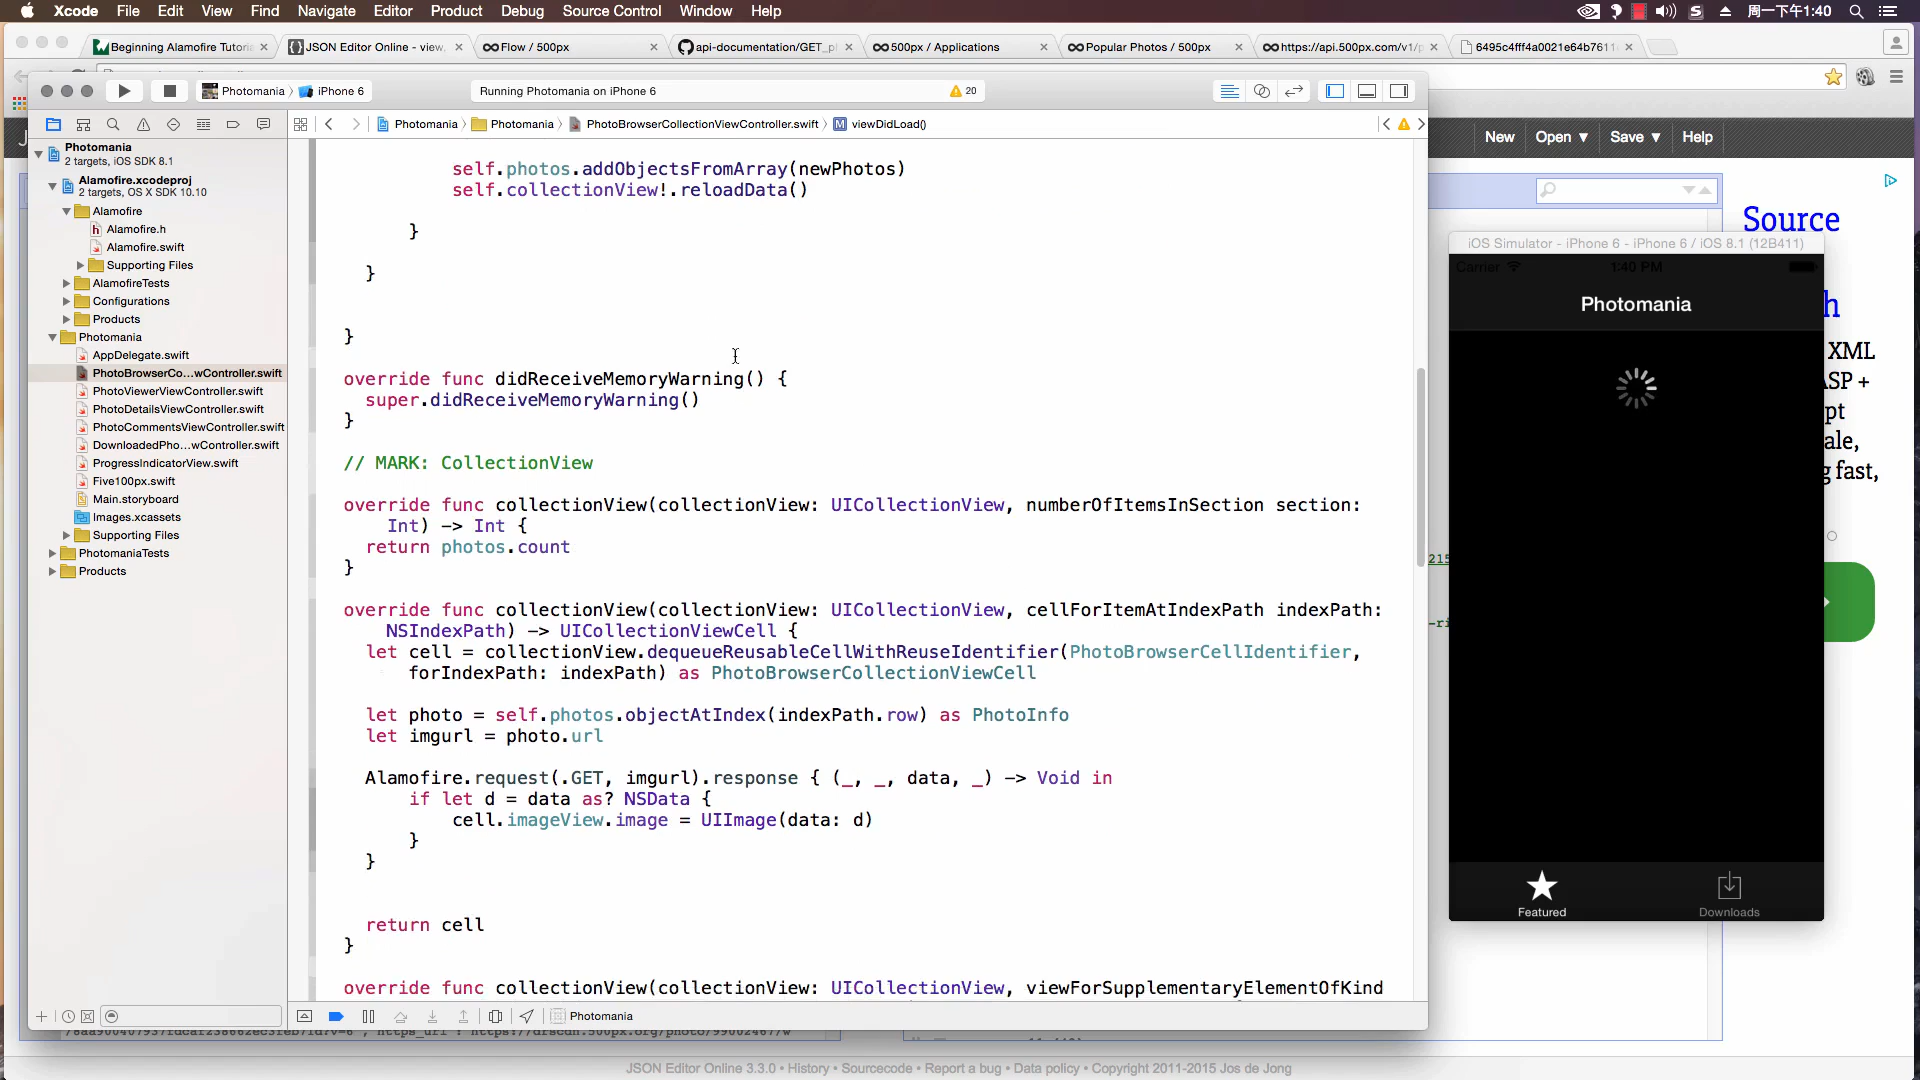 Xcode File Edit View Find Navigate Editor Product Debug Source Control Window Help
周一下午1:40
Beginning Alamofire Tutoria
JSON Editor Online - view,
Flow / 500px
api-documentation/GET_p
500px / Applications
Popular Photos / 500px
https://api.500px.com/v1/p
6495c4fff4a0021e64b7611
Photomania iPhone 6
Running Photomania on iPhone 6
20
Photomania Photomania PhotoBrowserCollectionViewController.swift viewDidLoad()
New Open ▼ Save ▼ Help
Photomania
2 targets, iOS SDK 8.1
Alamofire.xcodeproj
2 targets, OS X SDK 10.10
Alamofire
Alamofire.h
Alamofire.swift
Supporting Files
AlamofireTests
Configurations
Products
Photomania
AppDelegate.swift
PhotoBrowserCo...wController.swift
PhotoViewerViewController.swift
PhotoDetailsViewController.swift
PhotoCommentsViewController.swift
DownloadedPho...wController.swift
ProgressIndicatorView.swift
Five100px.swift
Main.storyboard
Images.xcassets
Supporting Files
PhotomaniaTests
Products
self.photos.addObjectsFromArray(newPhotos)
self.collectionView!.reloadData()
}
}
}
override func didReceiveMemoryWarning() {
super.didReceiveMemoryWarning()
}
// MARK: CollectionView
override func collectionView(collectionView: UICollectionView, numberOfItemsInSection section:
Int) -> Int {
return photos.count
}
override func collectionView(collectionView: UICollectionView, cellForItemAtIndexPath indexPath:
NSIndexPath) -> UICollectionViewCell {
let cell = collectionView.dequeueReusableCellWithReuseIdentifier(PhotoBrowserCellIdentifier,
forIndexPath: indexPath) as PhotoBrowserCollectionViewCell
let photo = self.photos.objectAtIndex(indexPath.row) as PhotoInfo
let imgurl = photo.url
Alamofire.request(.GET, imgurl).response { (_, _, data, _) -> Void in
if let d = data as? NSData {
cell.imageView.image = UIImage(data: d)
}
}
return cell
}
override func collectionView(collectionView: UICollectionView, viewForSupplementaryElementOfKind
Photomania
iOS Simulator - iPhone 6 - iPhone 6 / iOS 8.1 (12B411)
Carrier 1:40 PM
Photomania
Featured
Downloads
Source
h
XML
ASP +
pt
ale,
g fast,
215
-ri
JSON Editor Online 3.3.0 • History • Sourcecode • Report a bug • Data policy • Copyright 2011-2015 Jos de Jong